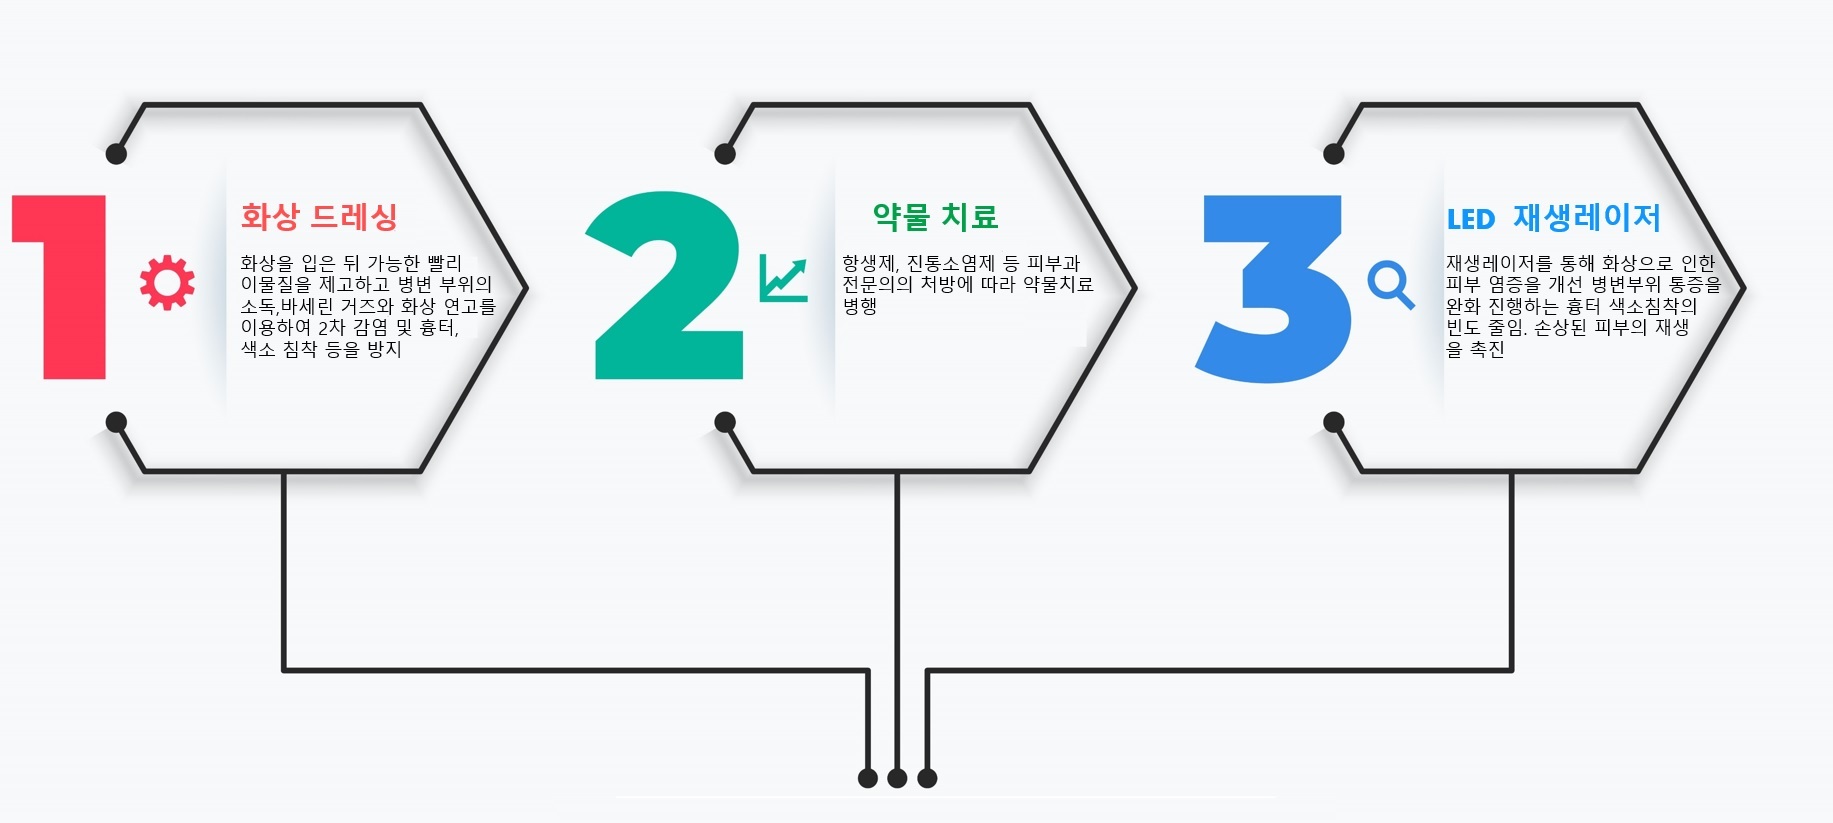 1
화상 드레싱
화상을 입은 뒤 가능한 빨리
이물질을 제고하고 병변 부위의
소독,바세린 거즈와 화상 연고를
이용하여 2차 감염 및 흉터,
색소 침착 등을 방지
2
약물 치료
항생제, 진통소염제 등 피부과
전문의의 처방에 따라 약물치료
병행
3
LED 재생레이저
재생레이저를 통해 화상으로 인한
피부 염증을 개선 병변부위 통증을
완화 진행하는 흉터 색소침착의
빈도 줄임. 손상된 피부의 재생
을 촉진